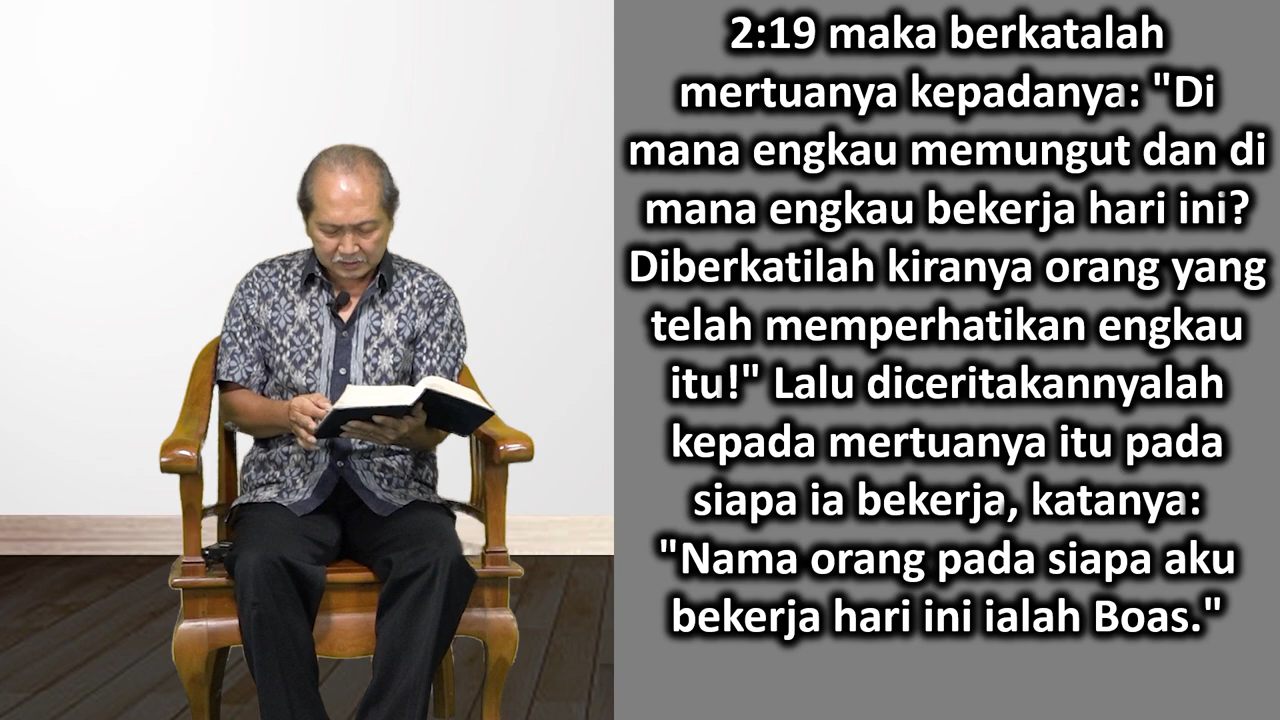 2:19 maka berkatalah
mertuanya kepadanya: "Di
mana engkau memungut dan di
mana engkau bekerja hari ini?
Diberkatilah kiranya orang yang
telah memperhatikan engkau
itu!" Lalu diceritakannyalah
kepada mertuanya itu pada
siapa ia bekerja, katanya:
"Nama orang pada siapa aku
bekerja hari ini ialah Boas."